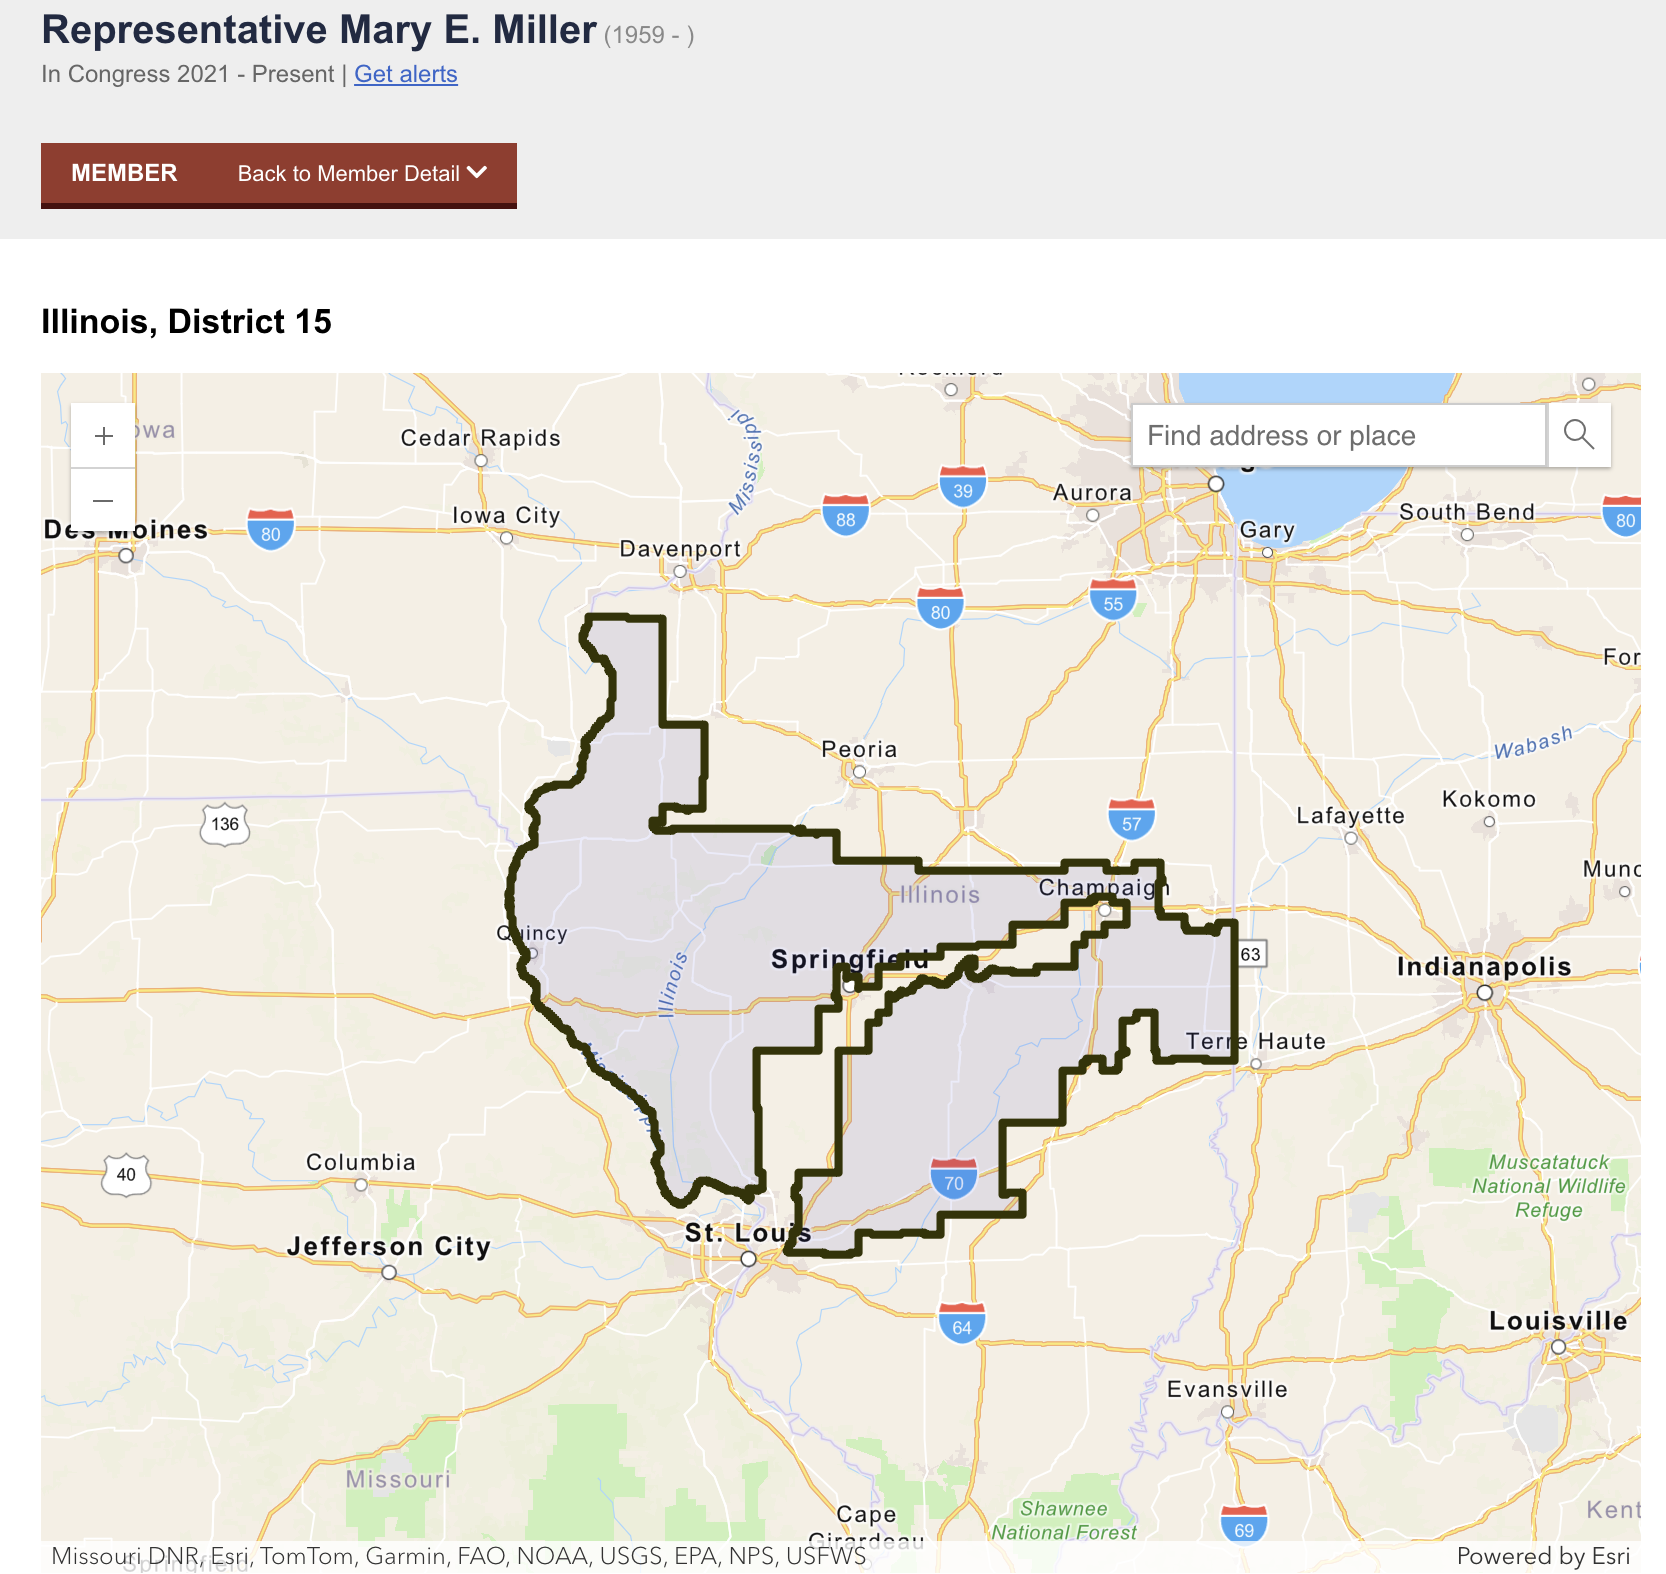 Representative Mary E. Miller (1959 - )
In Congress 2021 - Present | Get alerts
MEMBER Back to Member Detail
Illinois, District 15
+
Find address or place
Cedar Rapids
Mississippi
39
Aurora
88
Iowa City
South Bend
80
80
Des Moines
Gary
Davenport
80
55
For
Wabash
Peoria
Kokomo
Lafayette
136
57
Munc
Illinois
Champaign
Quincy
Springfield
63
Indianapolis
Illinois
Terre Haute
Mississippi
Columbia
40
70
Muscatatuck
National Wildlife
Refuge
St. Louis
Jefferson City
64
Louisville
Evansville
Missouri
Cape
Girardeau
Shawnee
National Forest
69
Kent
Missouri DNR, Esri, TomTom, Garmin, FAO, NOAA, USGS, EPA, NPS, USFWS
Springfield
Powered by Esri